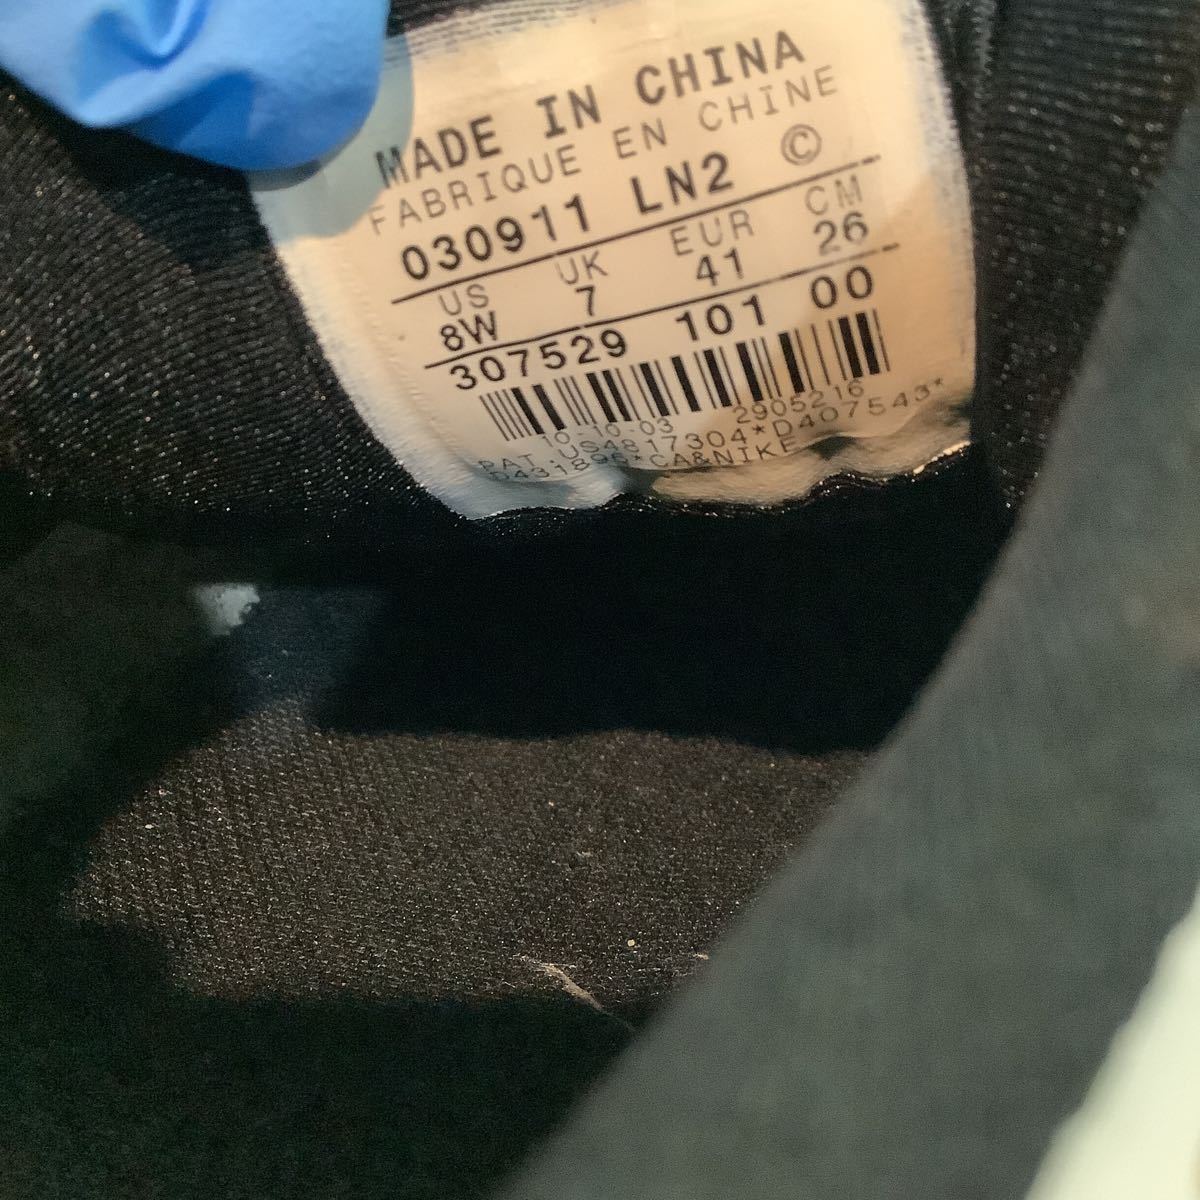 MADE IN CHINA
FABRIQUE EN CHINE
030911 LN2 ©
US UK EUR CM
8W 7 41 26
307529 101 00
10-10-03 2905216
PAT US4817304*D407543*
D431896*CA&NIKE